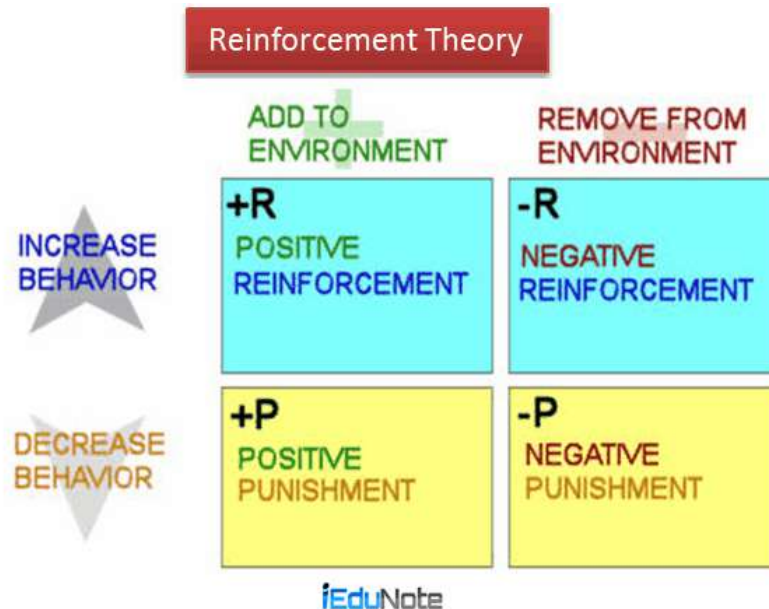 Reinforcement Theory
ADD TO
ENVIRONMENT
REMOVE FROM
ENVIRONMENT
INCREASE
BEHAVIOR
+R
POSITIVE
REINFORCEMENT
-R
NEGATIVE
REINFORCEMENT
DECREASE
BEHAVIOR
+P
POSITIVE
PUNISHMENT
-P
NEGATIVE
PUNISHMENT
iEduNote